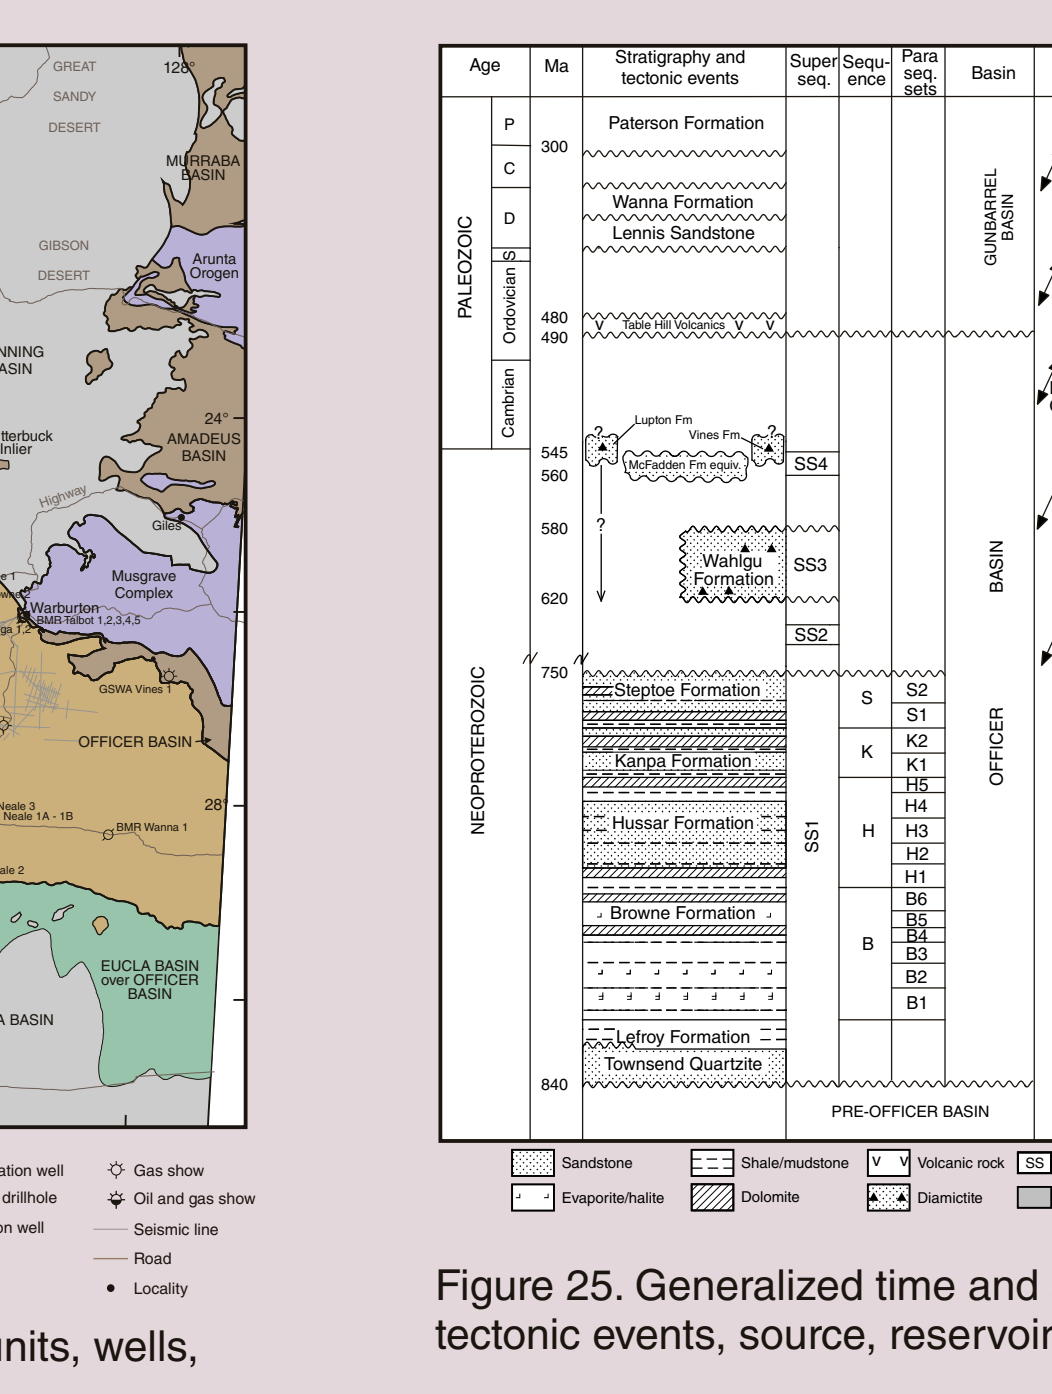 GREAT
SANDY
DESERT
128°
MURRABA
BASIN
GIBSON
DESERT
Arunta
Orogen
NNING
ASIN
24°
AMADEUS
BASIN
tterbuck
Inlier
Highway
Giles
Musgrave
Complex
e 1
wne 2
Warburton
BMR Talbot 1,2,3,4,5
ga 1,2
GSWA Vines 1
OFFICER BASIN
28°
Neale 3
Neale 1A - 1B
BMR Wanna 1
ale 2
EUCLA BASIN
over OFFICER
BASIN
A BASIN
ation well
drillhole
on well
Gas show
Oil and gas show
Seismic line
Road
Locality
nits, wells,
Age
Ma
Stratigraphy and
tectonic events
Super
seq.
Sequ-
ence
Para
seq.
sets
Basin
PALEOZOIC
P
C
D
S
Ordovician
Cambrian
NEOPROTEROZOIC
300
480
490
545
560
580
620
750
840
Paterson Formation
Wanna Formation
Lennis Sandstone
V Table Hill Volcanics V V
? Lupton Fm
Vines Fm ?
McFadden Fm equiv.
?
Wahlgu
Formation
Steptoe Formation
Kanpa Formation
Hussar Formation
Browne Formation
Lefroy Formation
Townsend Quartzite
SS4
SS3
SS2
SS1
S
K
H
B
S2
S1
K2
K1
H5
H4
H3
H2
H1
B6
B5
B4
B3
B2
B1
GUNBARREL
BASIN
OFFICER BASIN
PRE-OFFICER BASIN
Sandstone
Shale/mudstone
V V Volcanic rock
SS
Evaporite/halite
Dolomite
Diamictite
Figure 25. Generalized time and
tectonic events, source, reservoir